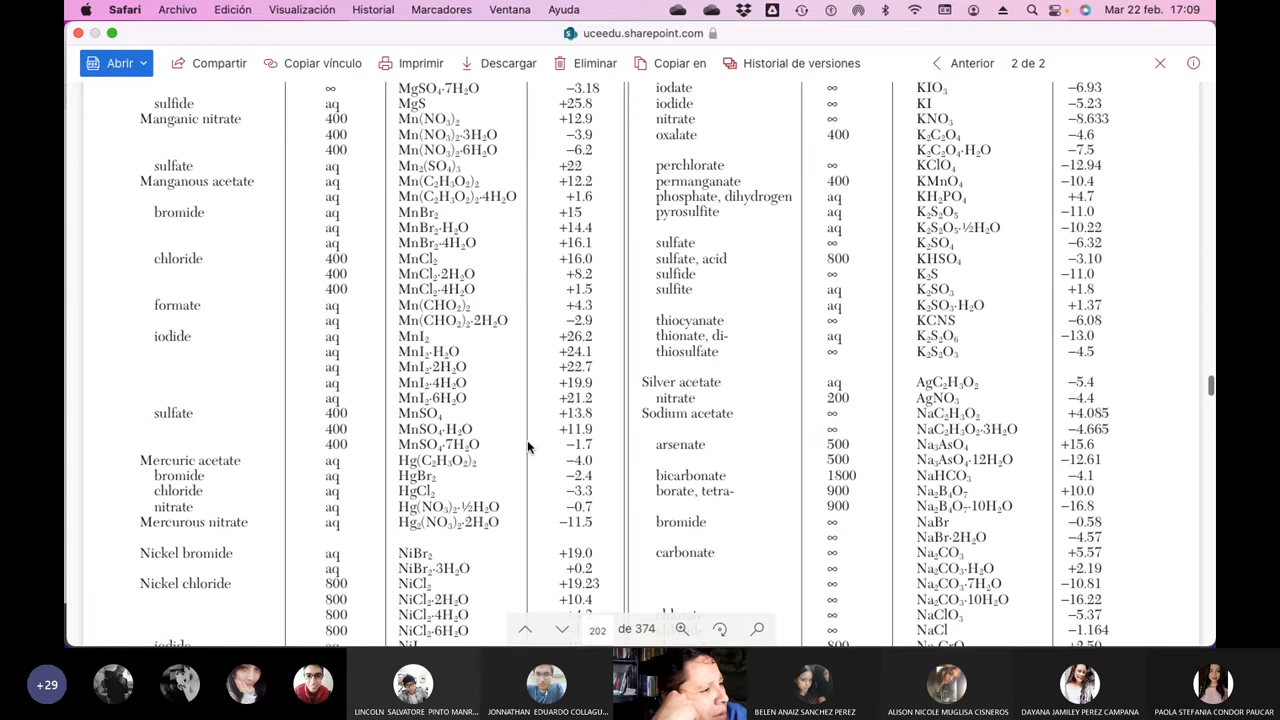 Safari Archivo Edición Visualización Historial Marcadores Ventana Ayuda Mar 22 feb. 17:09
uceedu.sharepoint.com
Abrir Compartir Copiar vínculo Imprimir Descargar Eliminar Copiar en Historial de versiones Anterior 2 de 2
∞ MgSO₄·7H₂O −3.18
sulfide aq MgS +25.8
Manganic nitrate 400 Mn(NO₃)₂ +12.9
400 Mn(NO₃)₂·3H₂O −3.9
400 Mn(NO₃)₂·6H₂O −6.2
sulfate aq Mn₂(SO₄)₃ +22
Manganous acetate aq Mn(C₂H₃O₂)₂ +12.2
aq Mn(C₂H₃O₂)₂·4H₂O +1.6
bromide aq MnBr₂ +15
aq MnBr₂·H₂O +14.4
aq MnBr₂·4H₂O +16.1
chloride 400 MnCl₂ +16.0
400 MnCl₂·2H₂O +8.2
400 MnCl₂·4H₂O +1.5
formate aq Mn(CHO₂)₂ +4.3
aq Mn(CHO₂)₂·2H₂O −2.9
iodide aq MnI₂ +26.2
aq MnI₂·H₂O +24.1
aq MnI₂·2H₂O +22.7
aq MnI₂·4H₂O +19.9
aq MnI₂·6H₂O +21.2
sulfate 400 MnSO₄ +13.8
400 MnSO₄·H₂O +11.9
400 MnSO₄·7H₂O −1.7
Mercuric acetate aq Hg(C₂H₃O₂)₂ −4.0
bromide aq HgBr₂ −2.4
chloride aq HgCl₂ −3.3
nitrate aq Hg(NO₃)₂·½H₂O −0.7
Mercurous nitrate aq Hg₂(NO₃)₂·2H₂O −11.5
Nickel bromide aq NiBr₂ +19.0
aq NiBr₂·3H₂O +0.2
Nickel chloride 800 NiCl₂ +19.23
800 NiCl₂·2H₂O +10.4
800 NiCl₂·4H₂O
800 NiCl₂·6H₂O
iodate ∞ KIO₃ −6.93
iodide ∞ KI −5.23
nitrate ∞ KNO₃ −8.633
oxalate 400 K₂C₂O₄ −4.6
K₂C₂O₄·H₂O −7.5
perchlorate ∞ KClO₄ −12.94
permanganate 400 KMnO₄ −10.4
phosphate, dihydrogen aq KH₂PO₄ +4.7
pyrosulfite aq K₂S₂O₅ −11.0
aq K₂S₂O₅·½H₂O −10.22
sulfate ∞ K₂SO₄ −6.32
sulfate, acid 800 KHSO₄ −3.10
sulfide ∞ K₂S −11.0
sulfite aq K₂SO₃ +1.8
aq K₂SO₃·H₂O +1.37
thiocyanate ∞ KCNS −6.08
thionate, di- aq K₂S₂O₆ −13.0
thiosulfate ∞ K₂S₂O₃ −4.5
Silver acetate aq AgC₂H₃O₂ −5.4
nitrate 200 AgNO₃ −4.4
Sodium acetate ∞ NaC₂H₃O₂ +4.085
∞ NaC₂H₃O₂·3H₂O −4.665
arsenate 500 Na₃AsO₄ +15.6
500 Na₃AsO₄·12H₂O −12.61
bicarbonate 1800 NaHCO₃ −4.1
borate, tetra- 900 Na₂B₄O₇ +10.0
900 Na₂B₄O₇·10H₂O −16.8
bromide ∞ NaBr −0.58
∞ NaBr·2H₂O −4.57
carbonate ∞ Na₂CO₃ +5.57
∞ Na₂CO₃·H₂O +2.19
∞ Na₂CO₃·7H₂O −10.81
∞ Na₂CO₃·10H₂O −16.22
∞ NaClO₃ −5.37
∞ NaCl −1.164
202 de 374
+29
LINCOLN SALVATORE PINTO MANR...
JONNATHAN EDUARDO COLLAGU...
BELEN ANAIZ SANCHEZ PEREZ
ALISON NICOLE MUGLISA CISNEROS
DAYANA JAMILEY PEREZ CAMPANA
PAOLA STEFANIA CONDOR PAUCAR